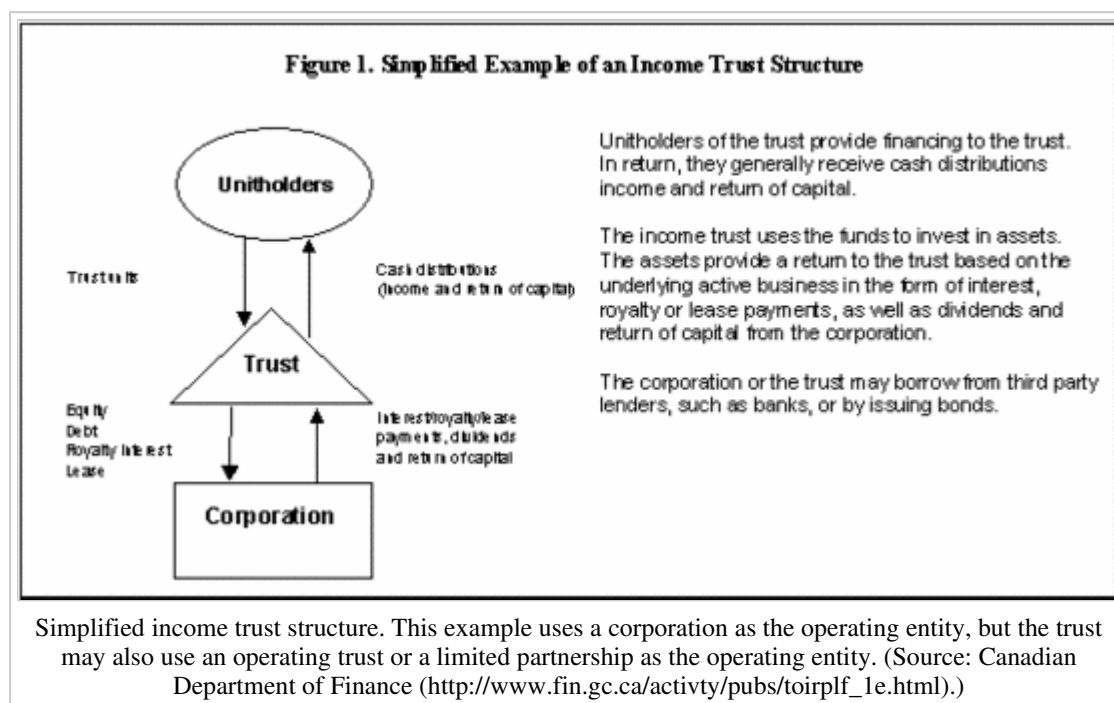 Figure 1. Simplified Example of an Income Trust Structure
Unitholders
Trust units
Cash distributions
(income and return of capital)
Trust
Equity
Debt
Royalty Interest
Lease
Interest/royalty/lease
payments, dividends
and return of capital
Corporation
Unitholders of the trust provide financing to the trust.
In return, they generally receive cash distributions
income and return of capital.
The income trust uses the funds to invest in assets.
The assets provide a return to the trust based on the
underlying active business in the form of interest,
royalty or lease payments, as well as dividends and
return of capital from the corporation.
The corporation or the trust may borrow from third party
lenders, such as banks, or by issuing bonds.
Simplified income trust structure. This example uses a corporation as the operating entity, but the trust
may also use an operating trust or a limited partnership as the operating entity. (Source: Canadian
Department of Finance (http://www.fin.gc.ca/activty/pubs/toirplf_1e.html).)